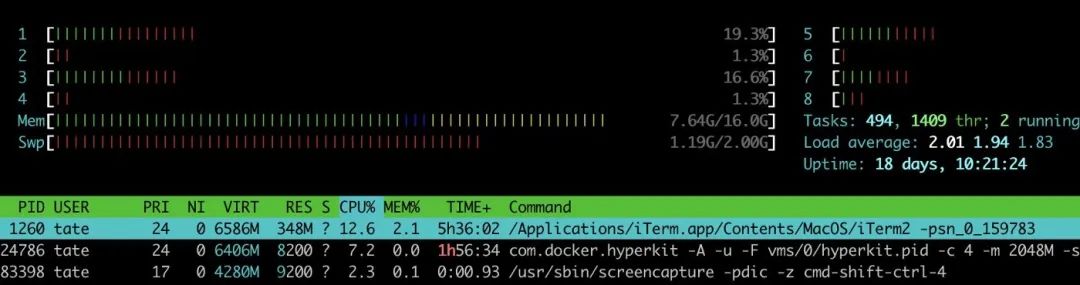 1 [||||||||||||||||||| 19.3%] 5 [||||||||||||||
2 [|| 1.3%] 6 [|
3 [|||||||||||||||| 16.6%] 7 [|||||||||
4 [|| 1.3%] 8 [|||
Mem[||||||||||||||||||||||||||||||||||||||||||||||||||||||||||||||||||||||| 7.64G/16.0G] Tasks: 494, 1409 thr; 2 running
Swp[||||||||||||||||||||||||||||||||||||||||||||||||||||||| 1.19G/2.00G] Load average: 2.01 1.94 1.83
Uptime: 18 days, 10:21:24
PID USER PRI NI VIRT RES S CPU% MEM% TIME+ Command
1260 tate 24 0 6586M 348M ? 12.6 2.1 5h36:02 /Applications/iTerm.app/Contents/MacOS/iTerm2 -psn_0_159783
24786 tate 24 0 6406M 8200 ? 7.2 0.0 1h56:34 com.docker.hyperkit -A -u -F vms/0/hyperkit.pid -c 4 -m 2048M -s
83398 tate 17 0 4280M 9200 ? 2.3 0.1 0:00.93 /usr/sbin/screencapture -pdic -z cmd-shift-ctrl-4